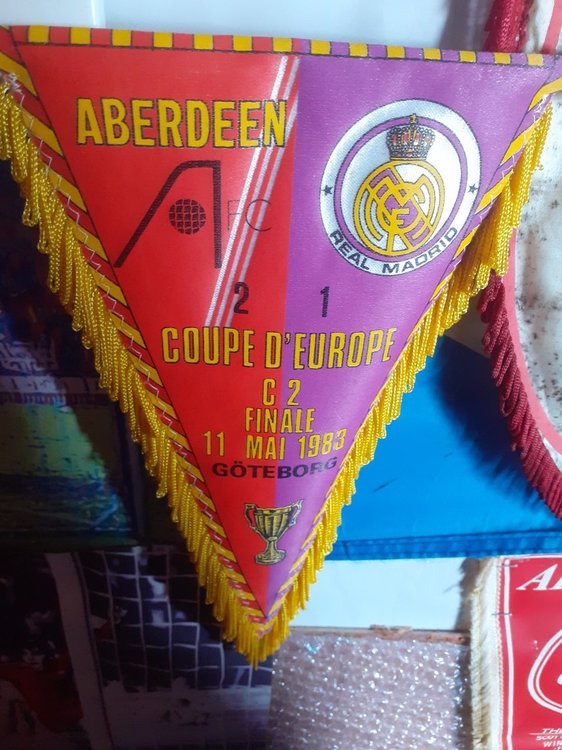 ABERDEEN
AFC
REAL MADRID
2 1
COUPE D'EUROPE
C 2
FINALE
11 MAI 1983
GÖTEBORG